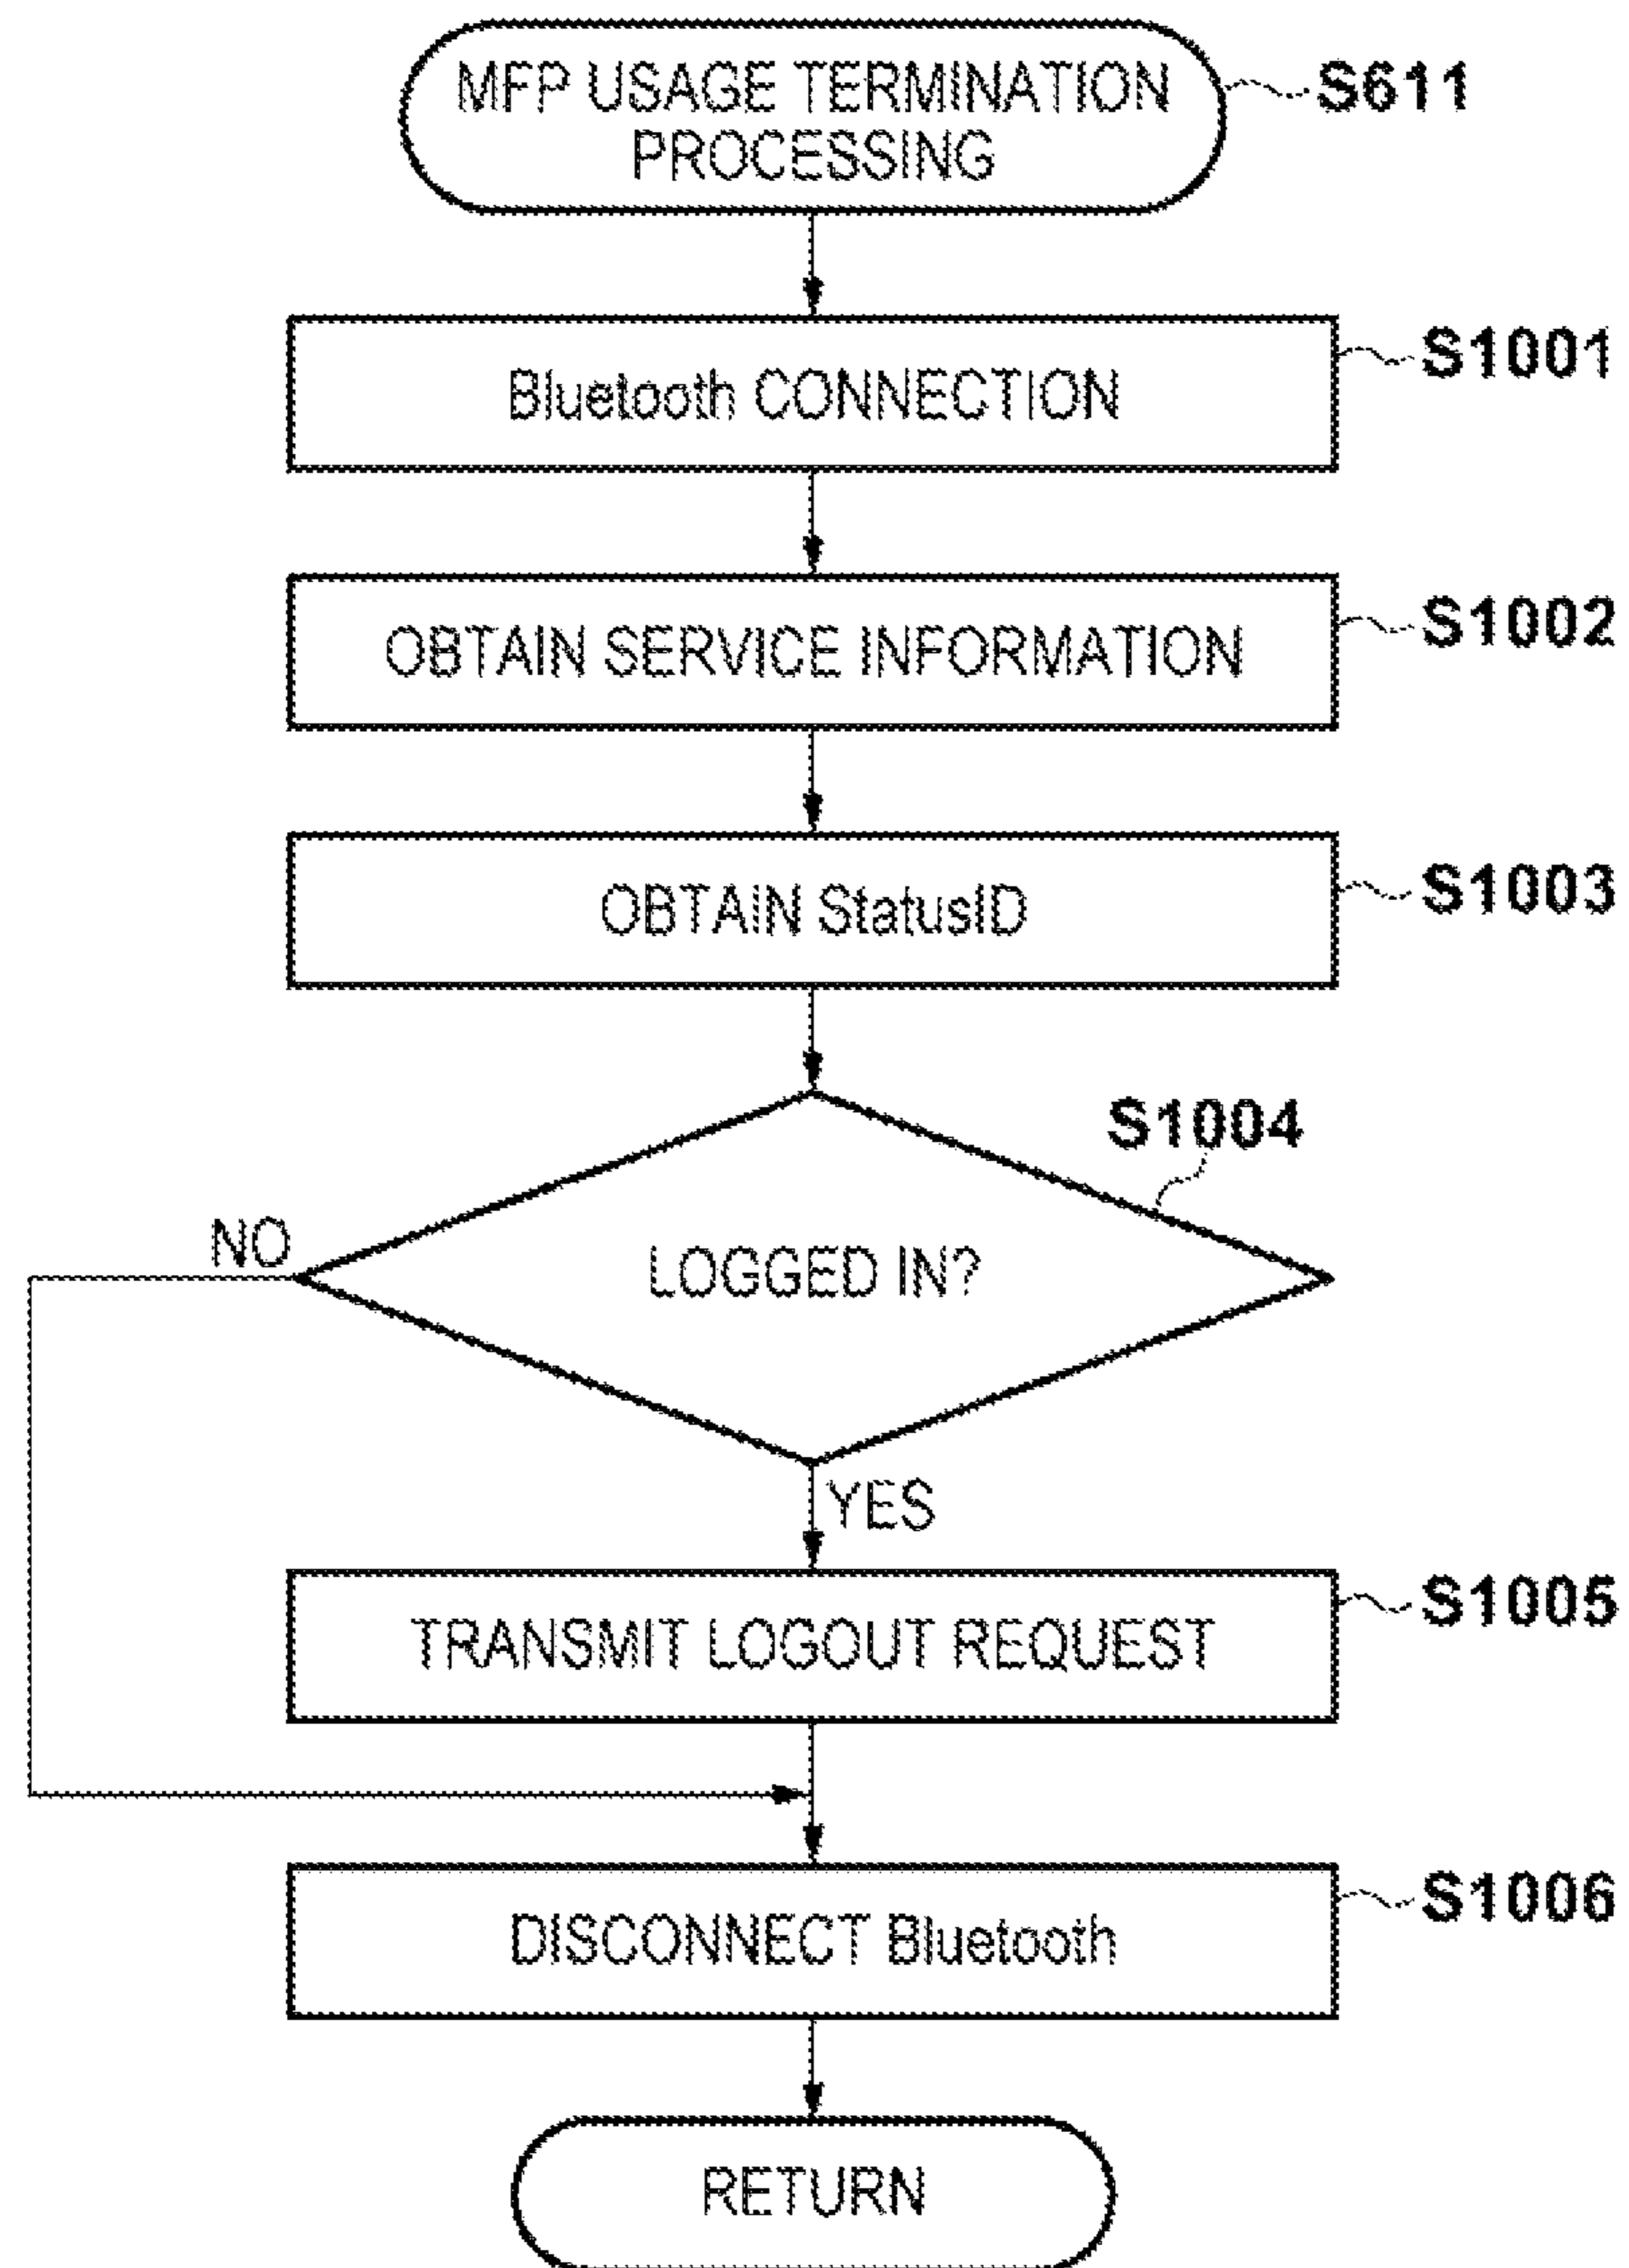 MFP USAGE TERMINATION
PROCESSING
S611
Bluetooth CONNECTION
S1001
OBTAIN SERVICE INFORMATION
S1002
OBTAIN StatusID
S1003
S1004
NO
LOGGED IN?
YES
TRANSMIT LOGOUT REQUEST
S1005
DISCONNECT Bluetooth
S1006
RETURN